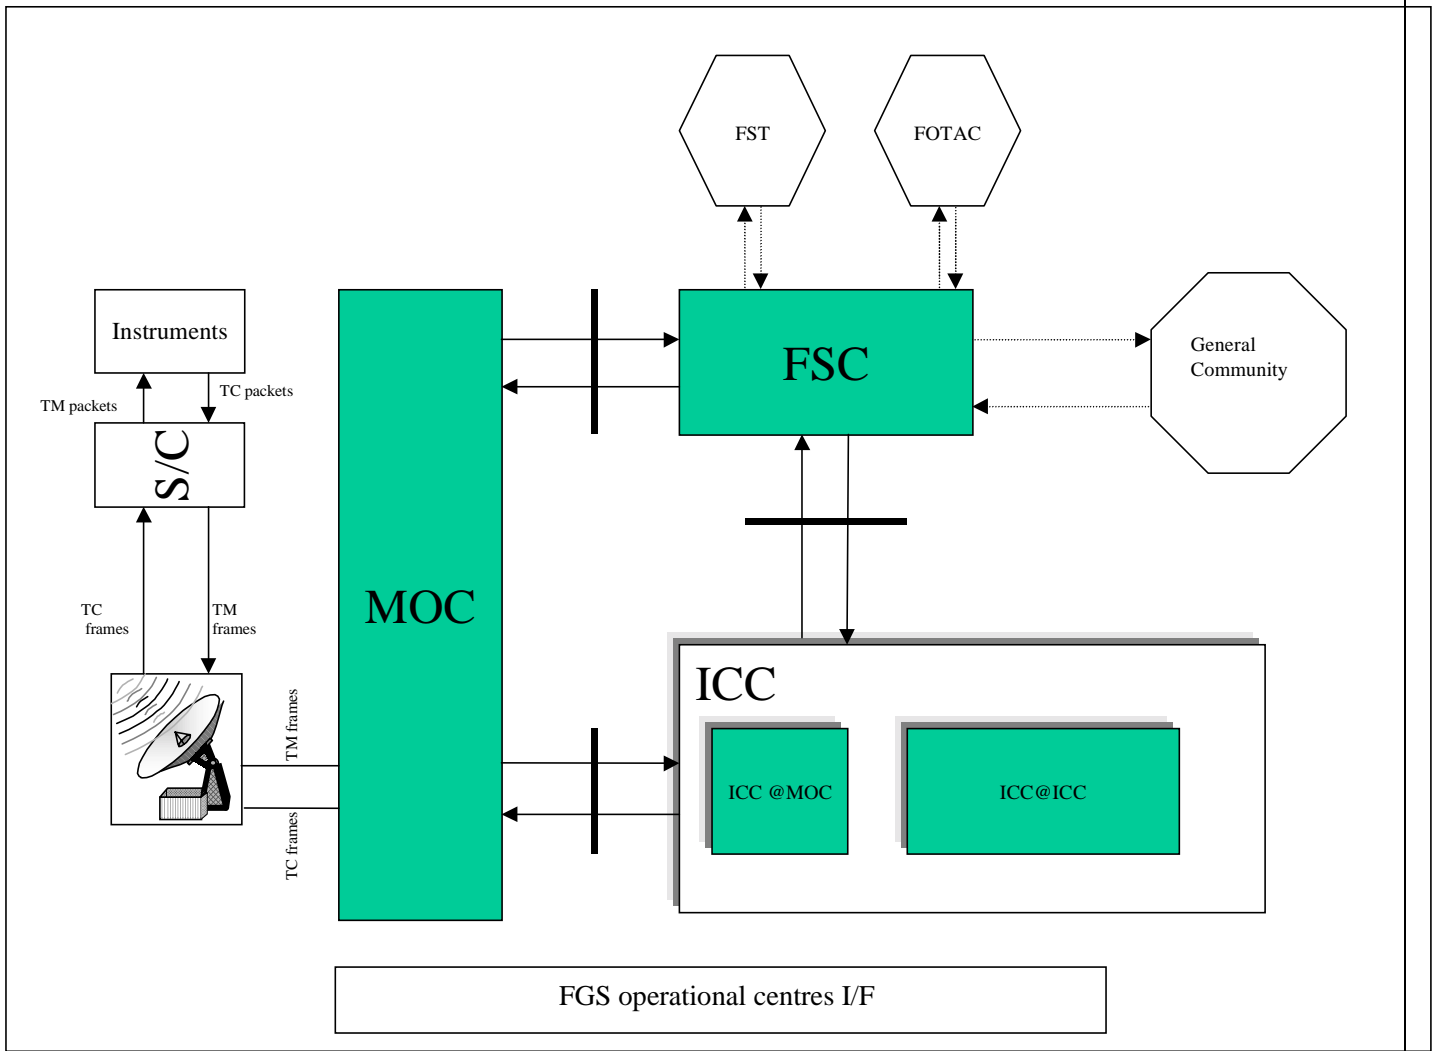 FST
FOTAC
Instruments
FSC
General
Community
TM packets
TC packets
S/C
MOC
TC
frames
TM
frames
ICC
TM frames
ICC @MOC
ICC@ICC
TC frames
FGS operational centres I/F